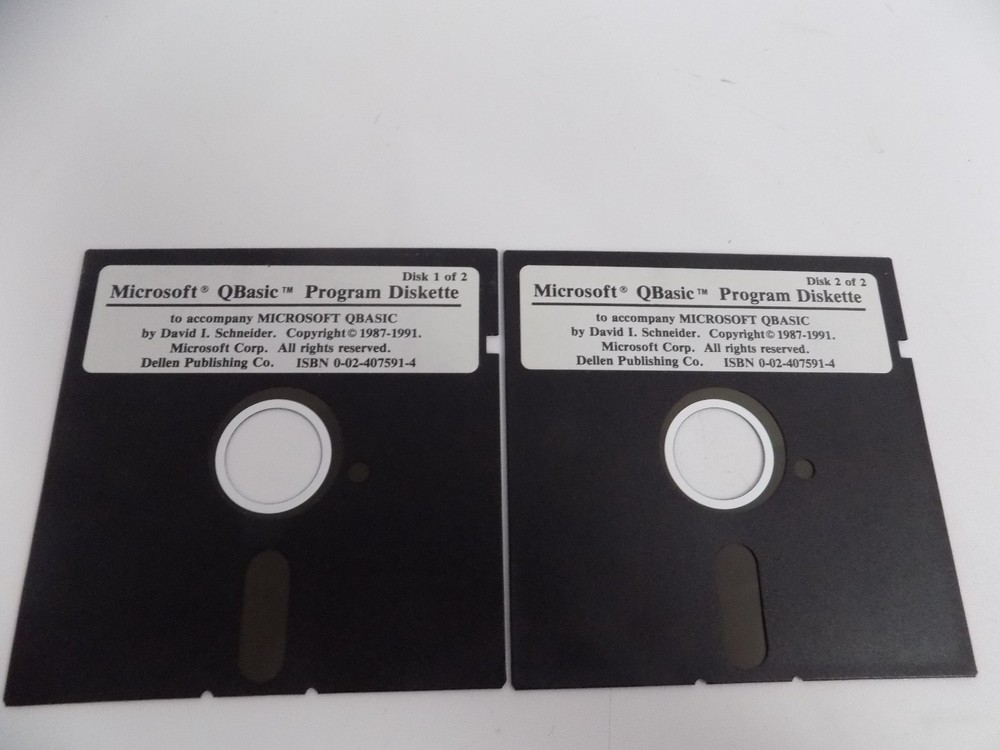 Disk 1 of 2
Microsoft® QBasic™ Program Diskette
to accompany MICROSOFT QBASIC
by David I. Schneider. Copyright© 1987-1991.
Microsoft Corp. All rights reserved.
Dellen Publishing Co. ISBN 0-02-407591-4
Disk 2 of 2
Microsoft® QBasic™ Program Diskette
to accompany MICROSOFT QBASIC
by David I. Schneider. Copyright© 1987-1991.
Microsoft Corp. All rights reserved.
Dellen Publishing Co. ISBN 0-02-407591-4